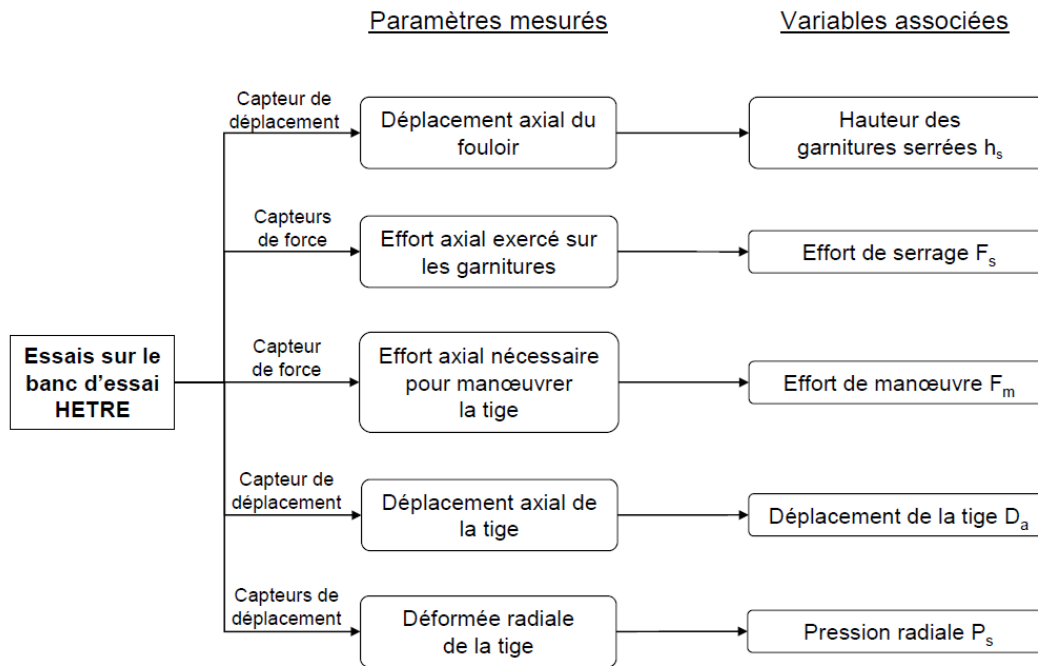 Paramètres mesurés
Variables associées
Capteur de
déplacement
Déplacement axial du
fouloir
Hauteur des
garnitures serrées hₛ
Capteurs
de force
Effort axial exercé sur
les garnitures
Effort de serrage Fₛ
Essais sur le
banc d'essai
HETRE
Capteur
de force
Effort axial nécessaire
pour manœuvrer
la tige
Effort de manœuvre Fₘ
Capteur de
déplacement
Déplacement axial de
la tige
Déplacement de la tige Dₐ
Capteurs de
déplacement
Déformée radiale
de la tige
Pression radiale Pₛ